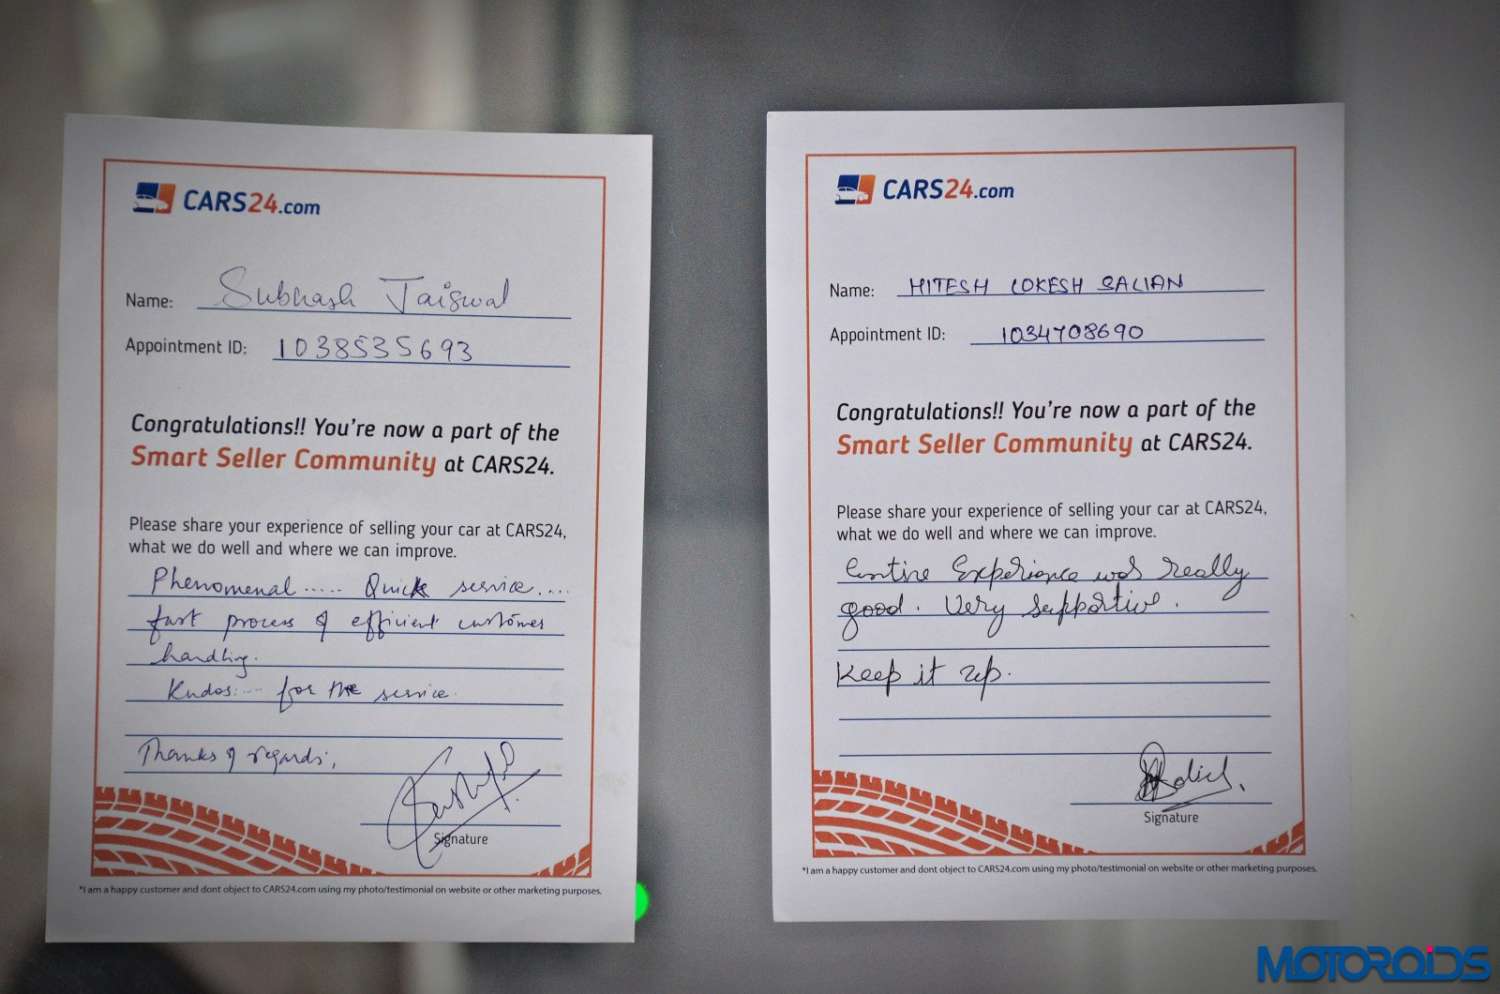 CARS24.com
Name: Subhash Jaiswal
Appointment ID: 1038535693
Congratulations!! You're now a part of the
Smart Seller Community at CARS24.
Please share your experience of selling your car at CARS24,
what we do well and where we can improve.
Phenomenal ..... Quick service....
fast process & efficient customer
handling.
Kudos.... for the service.
Thanks & regards,
Signature
*I am a happy customer and dont object to CARS24.com using my photo/testimonial on website or other marketing purposes.
CARS24.com
Name: HITESH LOKESH SALIAN
Appointment ID: 1034708690
Congratulations!! You're now a part of the
Smart Seller Community at CARS24.
Please share your experience of selling your car at CARS24,
what we do well and where we can improve.
Entire Experience was really
good. Very supportive.
Keep it up.
Signature
*I am a happy customer and dont object to CARS24.com using my photo/testimonial on website or other marketing purposes.
MOTOROIDS